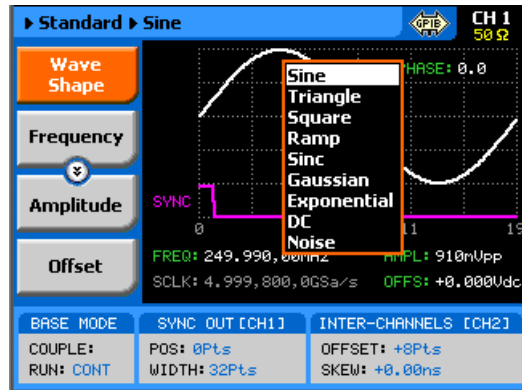 Standard Sine
GPIB
CH 1
50 Ω
Wave Shape
Frequency
Amplitude
Offset
PHASE: 0.0
Sine
Triangle
Square
Ramp
Sinc
Gaussian
Exponential
DC
Noise
SYNC
0 11 19
FREQ: 249.990,00MHz AMPL: 910mVpp
SCLK: 4.999,800,0GSa/s OFFS: +0.000Vdc
BASE MODE
COUPLE:
RUN: CONT
SYNC OUT [CH1]
POS: 0Pts
WIDTH: 32Pts
INTER-CHANNELS [CH2]
OFFSET: +8Pts
SKEW: +0.00ns